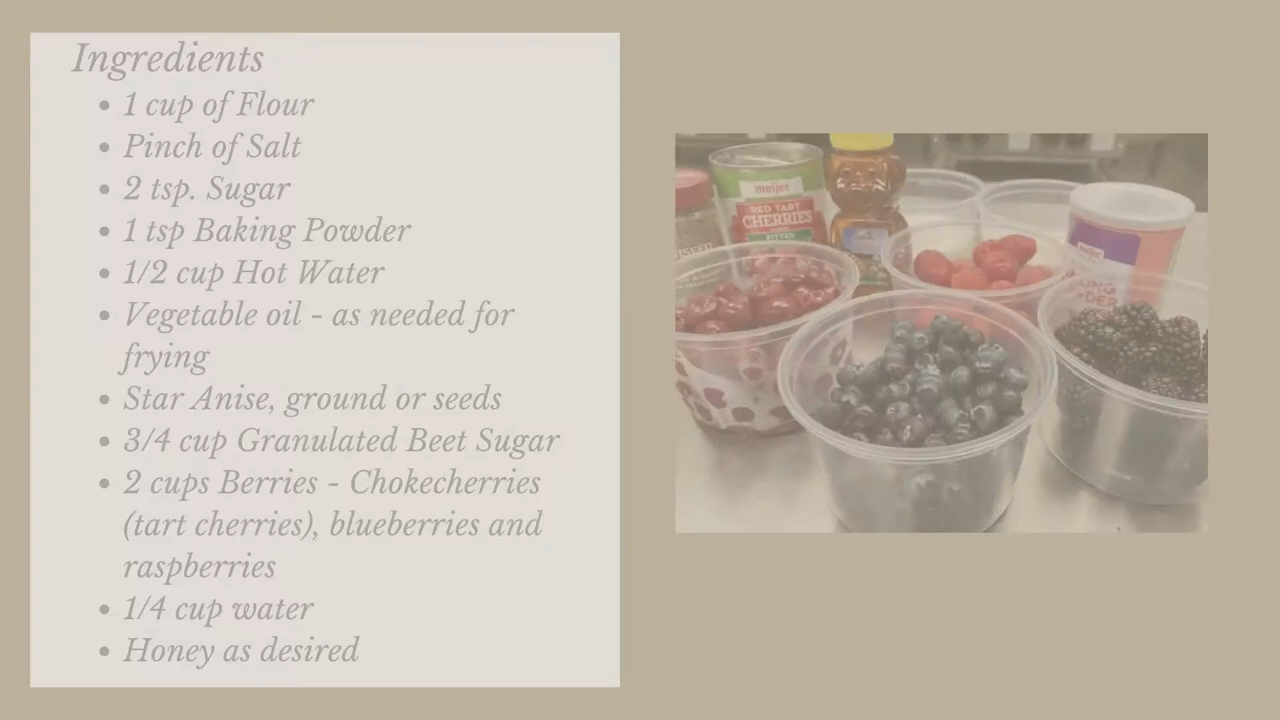 Ingredients
• 1 cup of Flour
• Pinch of Salt
• 2 tsp. Sugar
• 1 tsp Baking Powder
• 1/2 cup Hot Water
• Vegetable oil - as needed for
frying
• Star Anise, ground or seeds
• 3/4 cup Granulated Beet Sugar
• 2 cups Berries - Chokecherries
(tart cherries), blueberries and
raspberries
• 1/4 cup water
• Honey as desired
meijer
RED TART
CHERRIES
PITTED